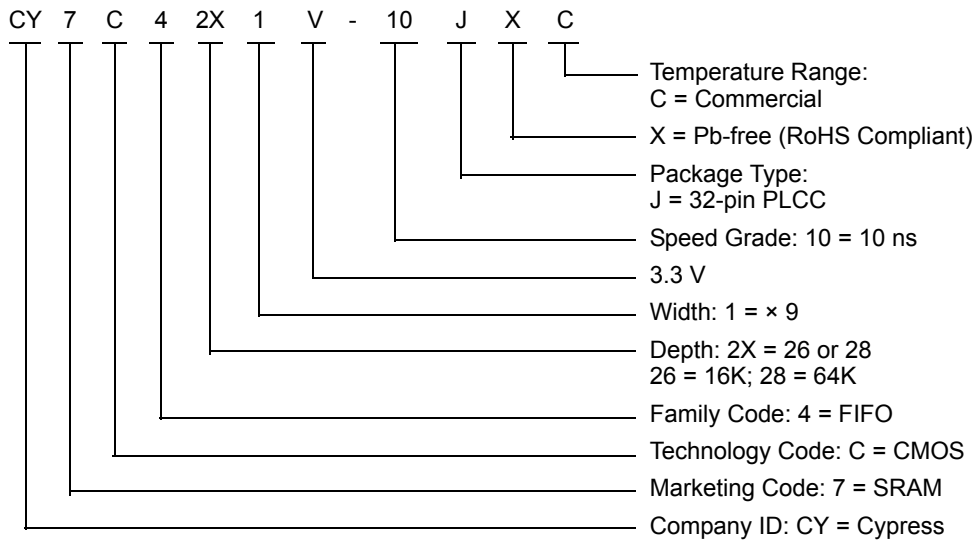 CY 7 C 4 2X 1 V - 10 J X C
Temperature Range:
C = Commercial
X = Pb-free (RoHS Compliant)
Package Type:
J = 32-pin PLCC
Speed Grade: 10 = 10 ns
3.3 V
Width: 1 = × 9
Depth: 2X = 26 or 28
26 = 16K; 28 = 64K
Family Code: 4 = FIFO
Technology Code: C = CMOS
Marketing Code: 7 = SRAM
Company ID: CY = Cypress